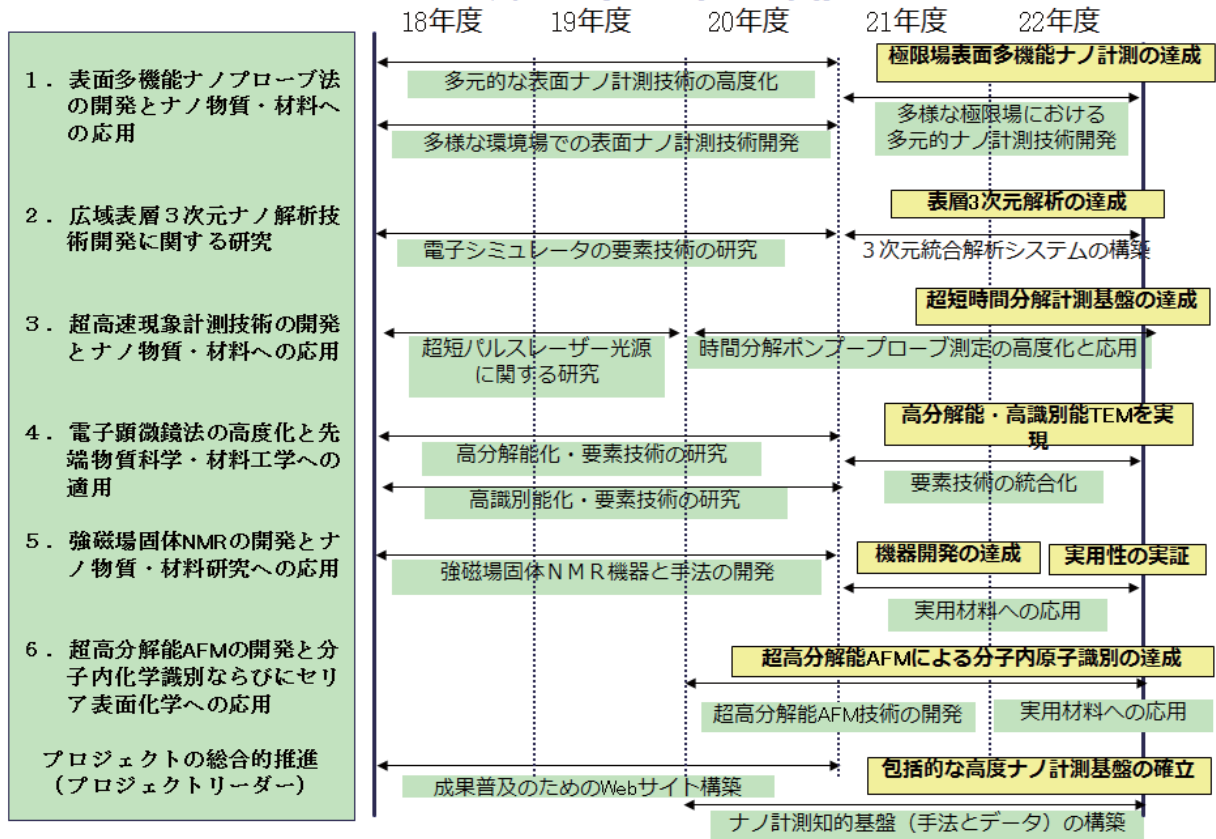 18年度 19年度 20年度 21年度 22年度
1．表面多機能ナノプローブ法
の開発とナノ物質・材料へ
の応用
極限場表面多機能ナノ計測の達成
多元的な表面ナノ計測技術の高度化
多様な極限場における
多元的ナノ計測技術開発
多様な環境場での表面ナノ計測技術開発
2．広域表層３次元ナノ解析技
術開発に関する研究
表層3次元解析の達成
電子シミュレータの要素技術の研究
３次元統合解析システムの構築
3．超高速現象計測技術の開発
とナノ物質・材料への応用
超短時間分解計測基盤の達成
超短パルスレーザー光源
に関する研究
時間分解ポンプープローブ測定の高度化と応用
4．電子顕微鏡法の高度化と先
端物質科学・材料工学への
適用
高分解能・高識別能TEMを実
現
高分解能化・要素技術の研究
要素技術の統合化
高識別能化・要素技術の研究
5．強磁場固体NMRの開発とナ
ノ物質・材料研究への応用
機器開発の達成
実用性の実証
強磁場固体ＮＭＲ機器と手法の開発
実用材料への応用
6．超高分解能AFMの開発と分
子内化学識別ならびにセリ
ア表面化学への応用
超高分解能AFMによる分子内原子識別の達成
超高分解能AFM技術の開発
実用材料への応用
プロジェクトの総合的推進
（プロジェクトリーダー）
包括的な高度ナノ計測基盤の確立
成果普及のためのWebサイト構築
ナノ計測知的基盤（手法とデータ）の構築